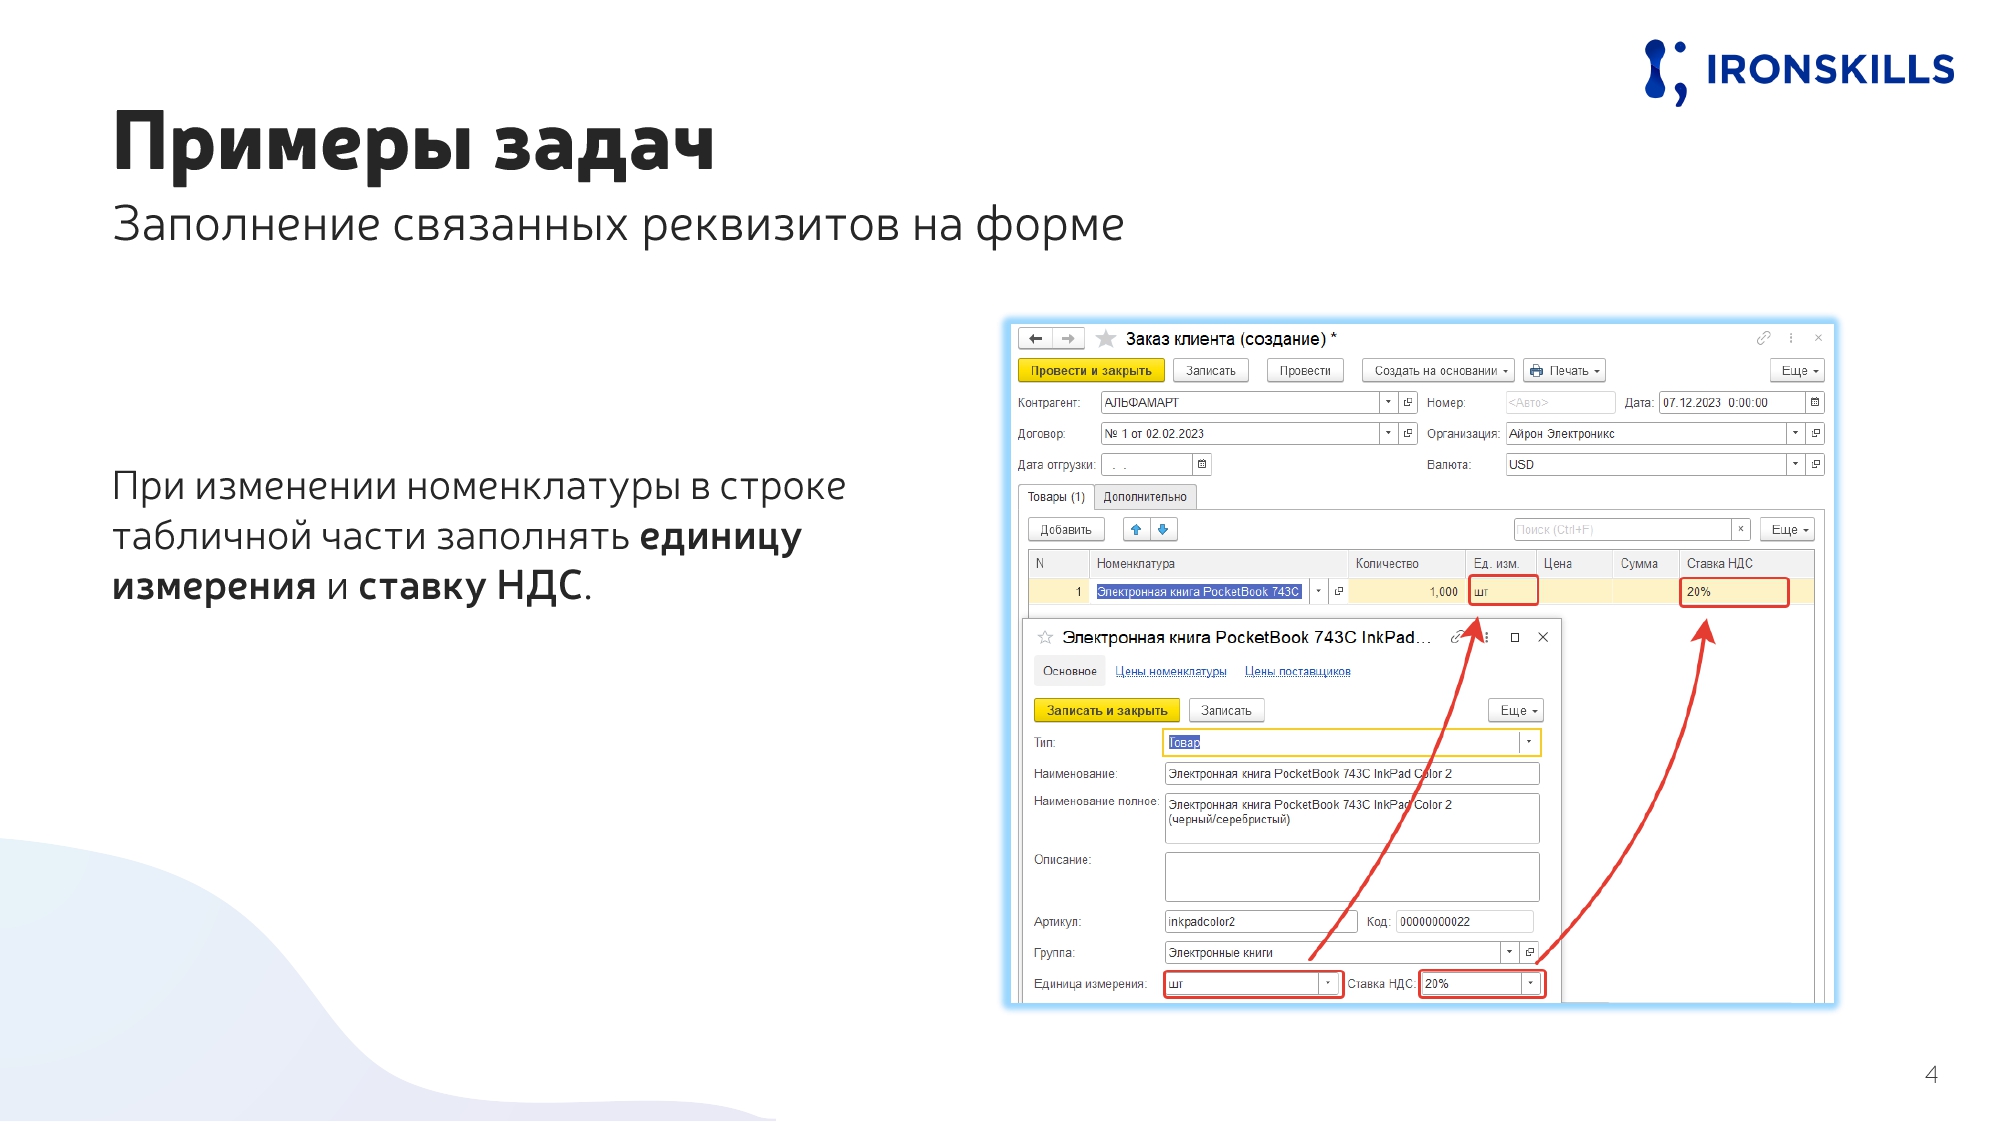 IRONSKILLS
Примеры задач
Заполнение связанных реквизитов на форме
При изменении номенклатуры в строке
табличной части заполнять единицу
измерения и ставку НДС.
Заказ клиента (создание) *
Провести и закрыть Записать Провести Создать на основании Печать Еще
Контрагент: АЛЬФАМАРТ Номер: <Авто> Дата: 07.12.2023 0:00:00
Договор: № 1 от 02.02.2023 Организация: Айрон Электроникс
Дата отгрузки: . . Валюта: USD
Товары (1) Дополнительно
Добавить Поиск (Ctrl+F) × Еще
N Номенклатура Количество Ед. изм. Цена Сумма Ставка НДС
1 Электронная книга PocketBook 743C 1,000 шт 20%
Электронная книга PocketBook 743C InkPad...
Основное Цены номенклатуры Цены поставщиков
Записать и закрыть Записать Еще
Тип: Товар
Наименование: Электронная книга PocketBook 743C InkPad Color 2
Наименование полное: Электронная книга PocketBook 743C InkPad Color 2
(черный/серебристый)
Описание:
Артикул: inkpadcolor2 Код: 00000000022
Группа: Электронные книги
Единица измерения: шт Ставка НДС: 20%
4